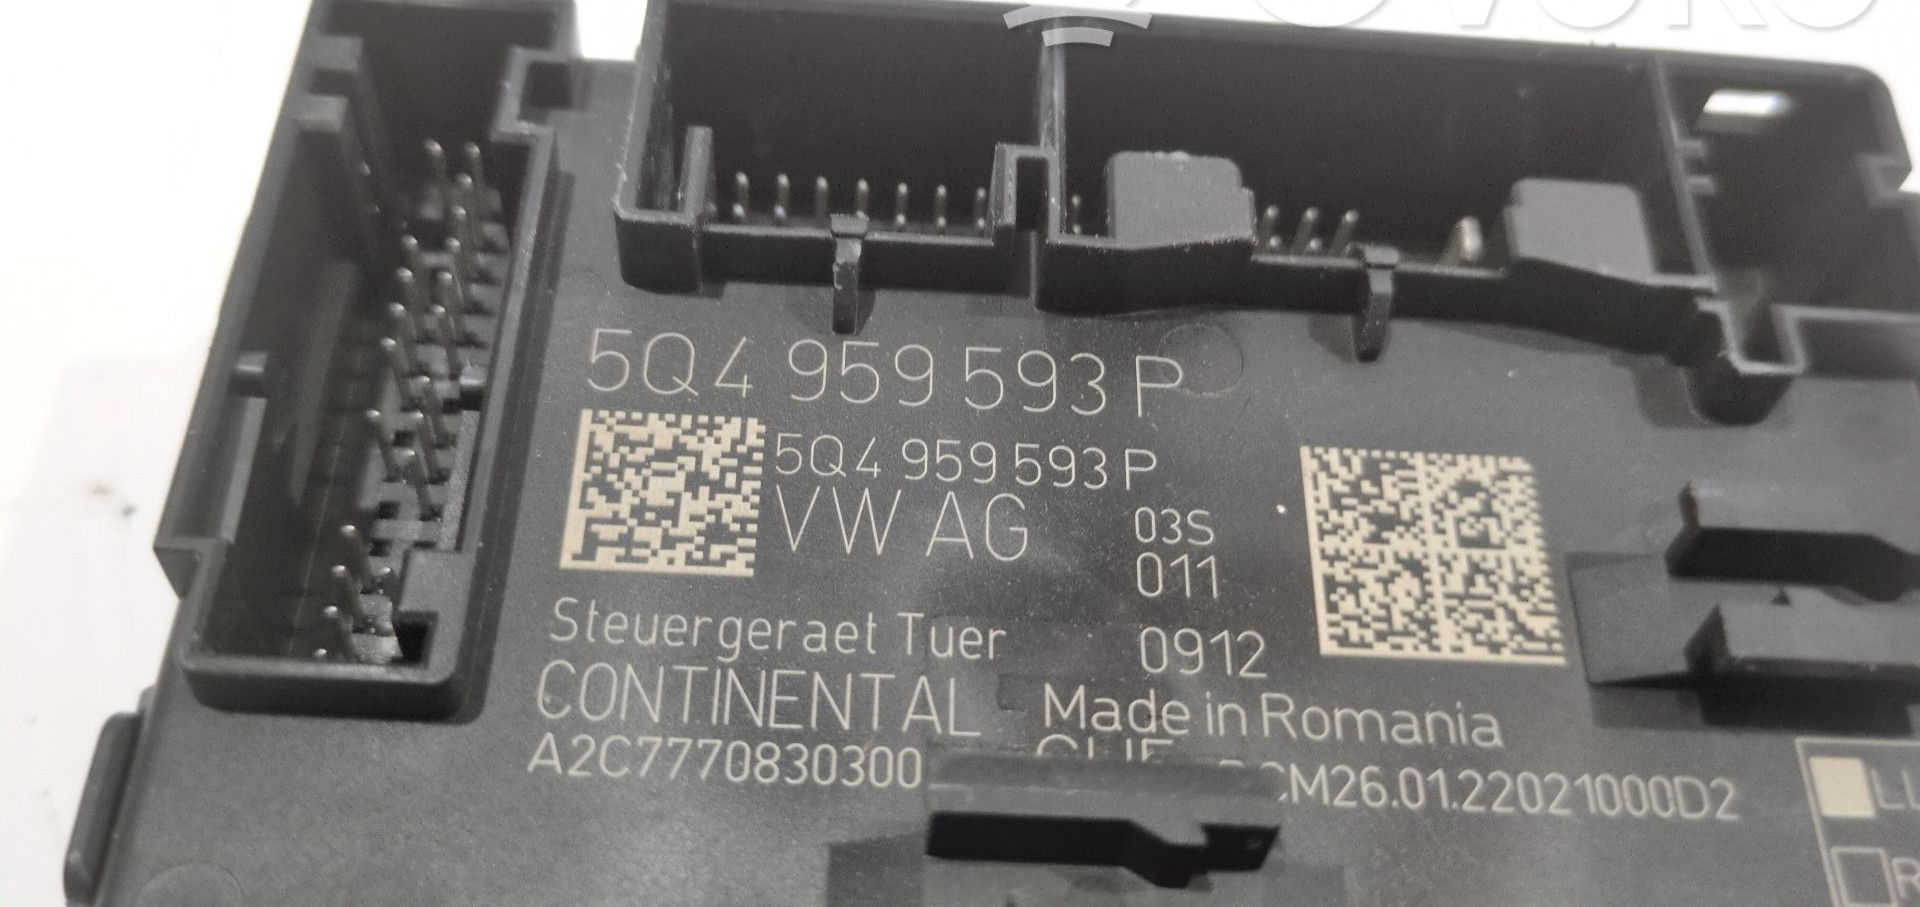 5Q4 959 593 P
5Q4 959 593 P
VW AG 03S
011
Steuergeraet Tuer 0912
CONTINENTAL Made in Romania
A2C7770830300 CM26.01.22021000D2